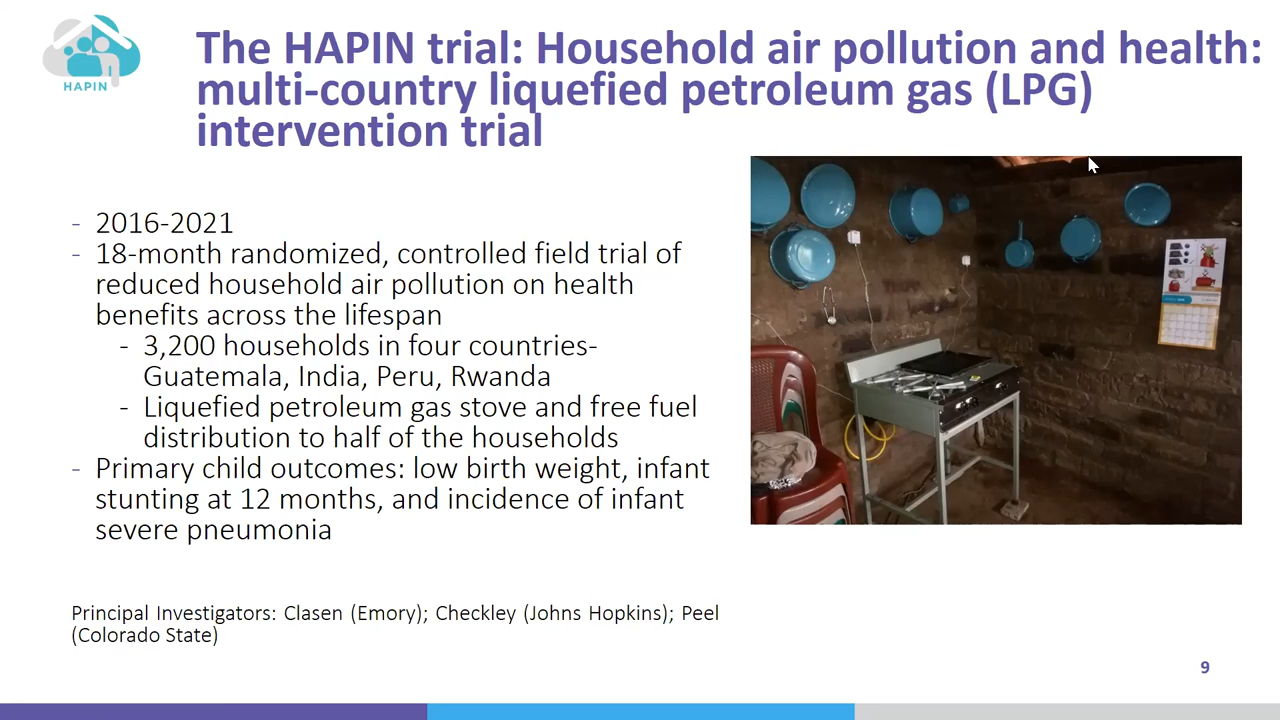 HAPIN
The HAPIN trial: Household air pollution and health:
multi-country liquefied petroleum gas (LPG)
intervention trial
- 2016-2021
- 18-month randomized, controlled field trial of
reduced household air pollution on health
benefits across the lifespan
- 3,200 households in four countries-
Guatemala, India, Peru, Rwanda
- Liquefied petroleum gas stove and free fuel
distribution to half of the households
- Primary child outcomes: low birth weight, infant
stunting at 12 months, and incidence of infant
severe pneumonia
Principal Investigators: Clasen (Emory); Checkley (Johns Hopkins); Peel
(Colorado State)
9